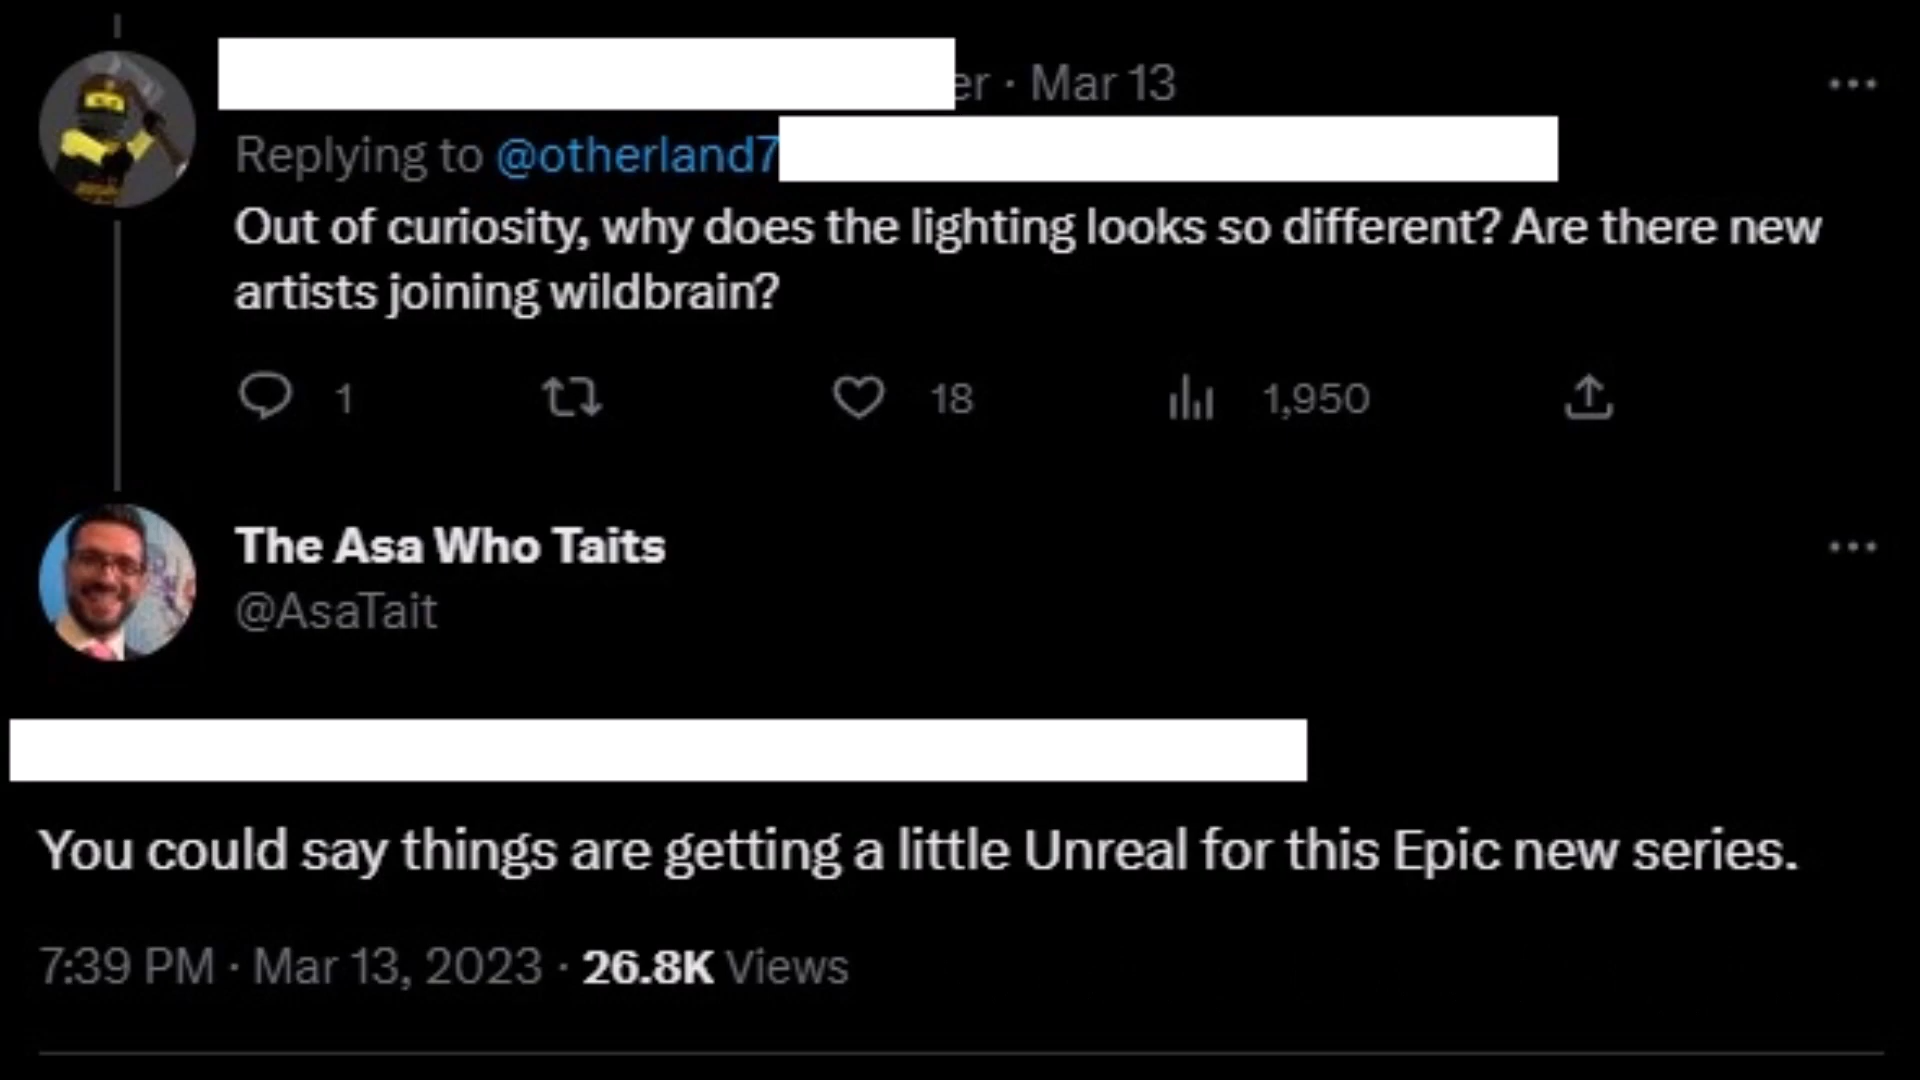 er · Mar 13
Replying to @otherland7
Out of curiosity, why does the lighting looks so different? Are there new
artists joining wildbrain?
1 18 1,950
The Asa Who Taits
@AsaTait
You could say things are getting a little Unreal for this Epic new series.
7:39 PM · Mar 13, 2023 · 26.8K Views